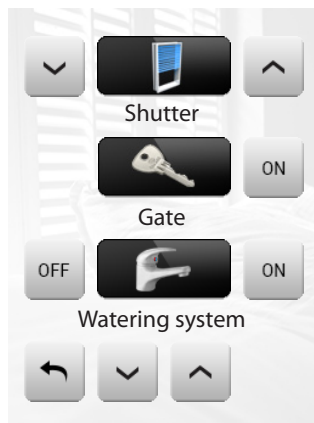 Shutter
ON
Gate
OFF
ON
Watering system